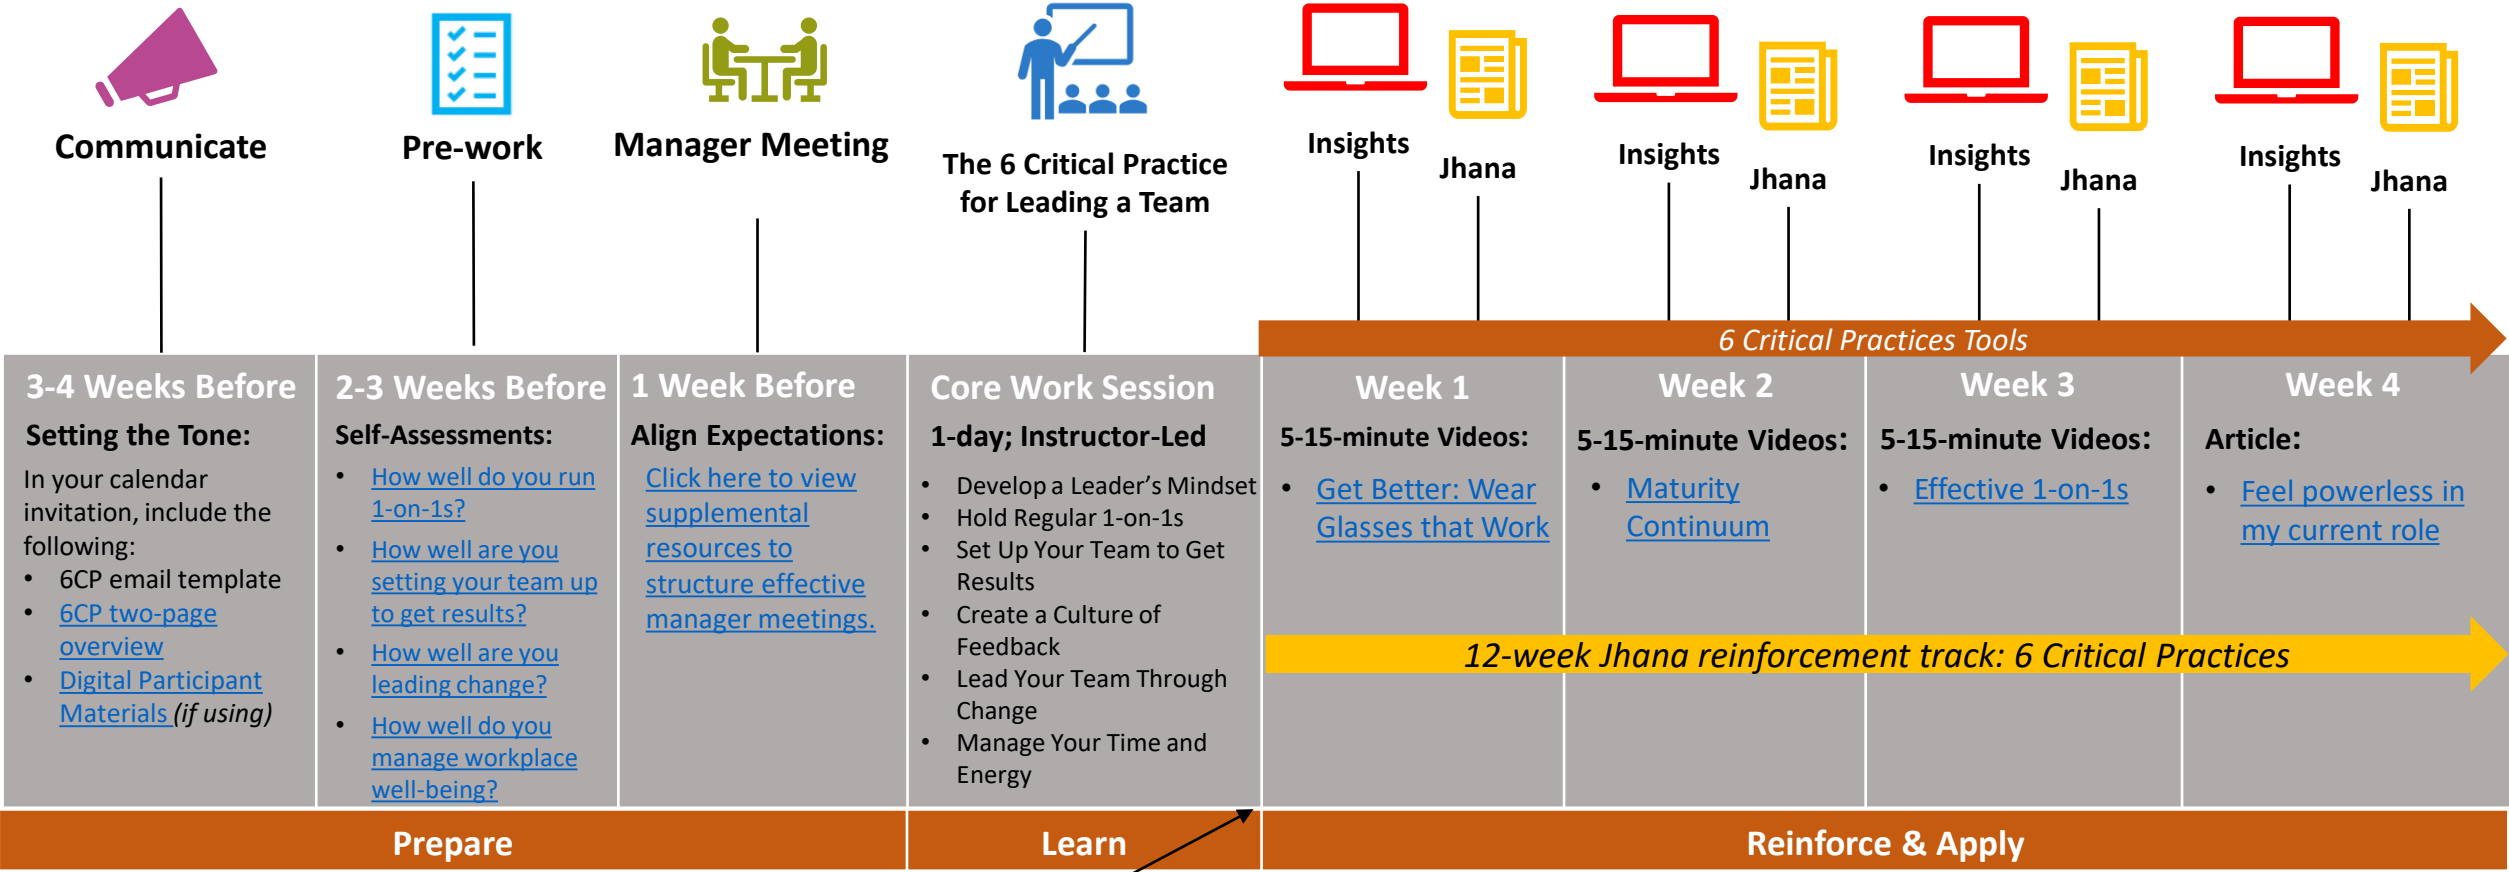 Communicate
Pre-work
Manager Meeting
The 6 Critical Practice
for Leading a Team
Insights
Jhana
Insights
Jhana
Insights
Jhana
Insights
Jhana
6 Critical Practices Tools
3-4 Weeks Before
Setting the Tone:
In your calendar
invitation, include the
following:
• 6CP email template
• 6CP two-page
overview
• Digital Participant
Materials (if using)
2-3 Weeks Before
Self-Assessments:
• How well do you run
1-on-1s?
• How well are you
setting your team up
to get results?
• How well are you
leading change?
• How well do you
manage workplace
well-being?
1 Week Before
Align Expectations:
Click here to view
supplemental
resources to
structure effective
manager meetings.
Core Work Session
1-day; Instructor-Led
• Develop a Leader’s Mindset
• Hold Regular 1-on-1s
• Set Up Your Team to Get
Results
• Create a Culture of
Feedback
• Lead Your Team Through
Change
• Manage Your Time and
Energy
Week 1
5-15-minute Videos:
• Get Better: Wear
Glasses that Work
Week 2
5-15-minute Videos:
• Maturity
Continuum
Week 3
5-15-minute Videos:
• Effective 1-on-1s
Week 4
Article:
• Feel powerless in
my current role
12-week Jhana reinforcement track: 6 Critical Practices
Prepare
Learn
Reinforce & Apply